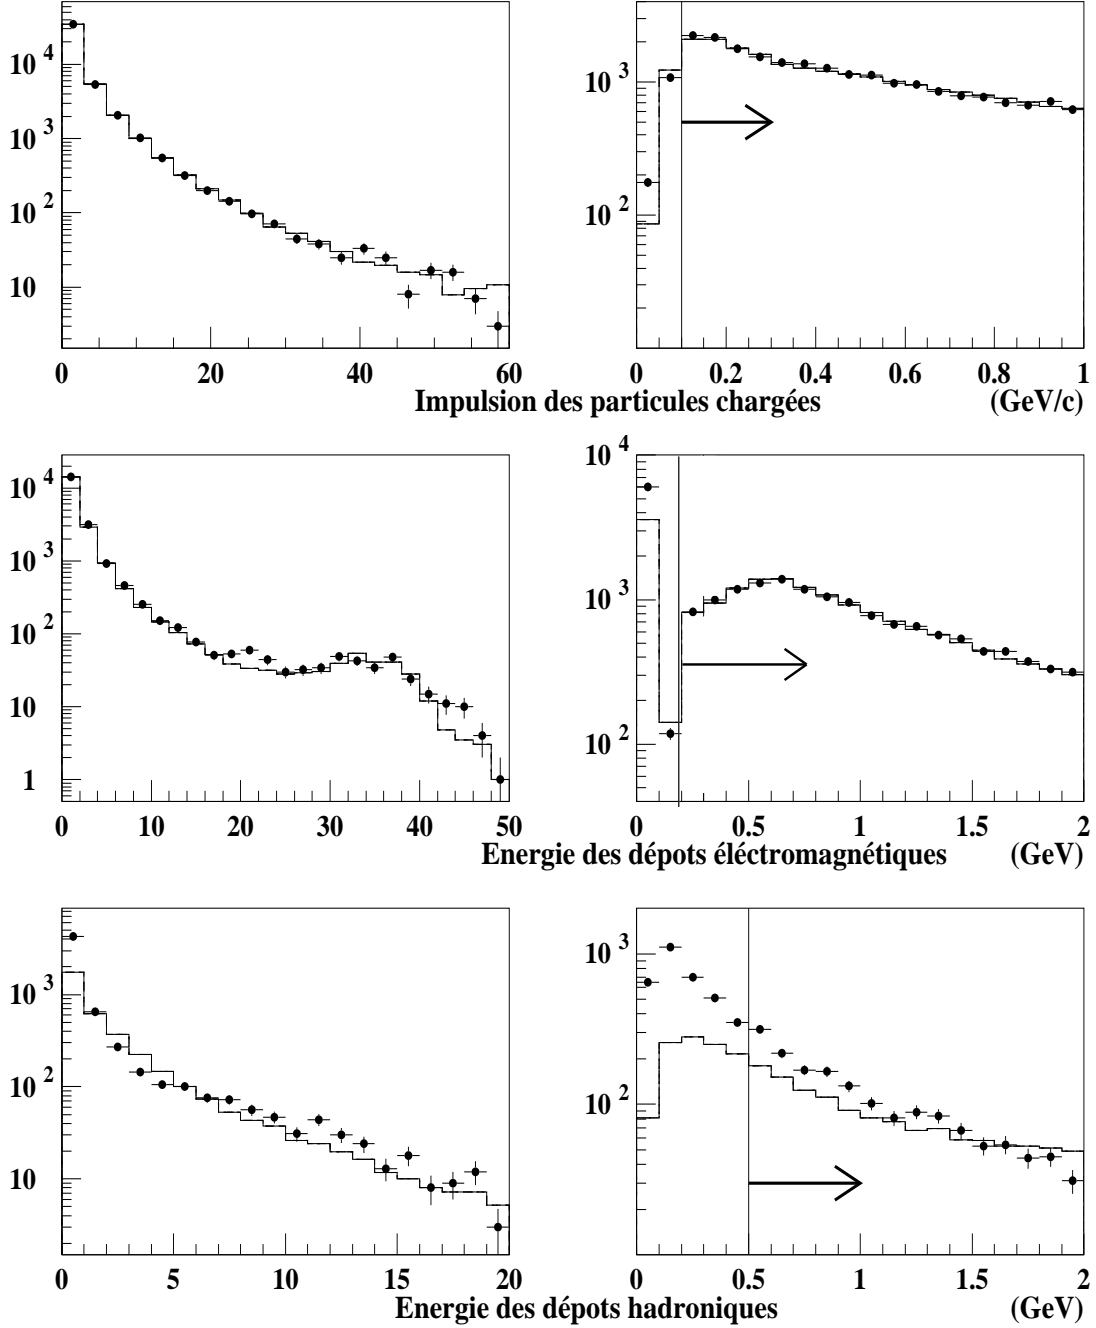 10 4
10 3
10 2
10
0 20 40 60
10 3
10 2
0 0.2 0.4 0.6 0.8 1
Impulsion des particules chargées (GeV/c)
10 4
10 3
10 2
10
1
0 10 20 30 40 50
10 4
10 3
10 2
0 0.5 1 1.5 2
Energie des dépots éléctromagnétiques (GeV)
10 3
10 2
10
0 5 10 15 20
10 3
10 2
0 0.5 1 1.5 2
Energie des dépots hadroniques (GeV)